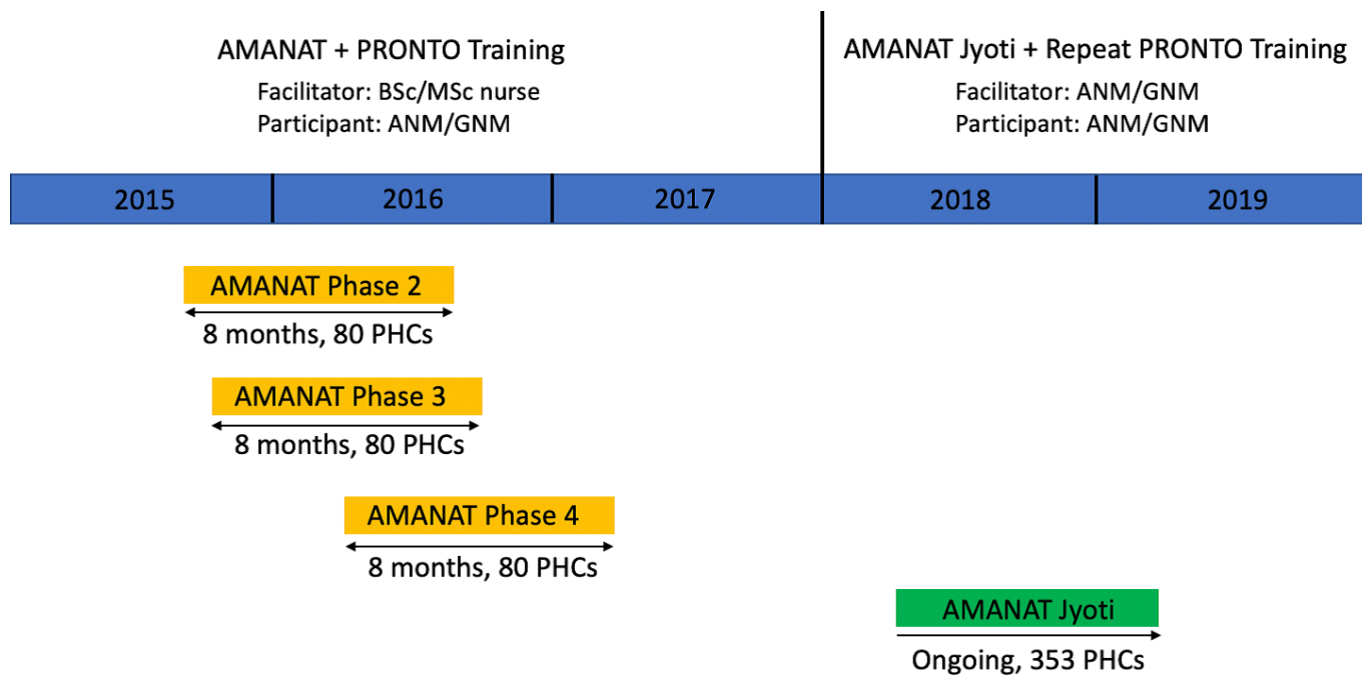 AMANAT + PRONTO Training
Facilitator: BSc/MSc nurse
Participant: ANM/GNM
AMANAT Jyoti + Repeat PRONTO Training
Facilitator: ANM/GNM
Participant: ANM/GNM
2015
2016
2017
2018
2019
AMANAT Phase 2
8 months, 80 PHCs
AMANAT Phase 3
8 months, 80 PHCs
AMANAT Phase 4
8 months, 80 PHCs
AMANAT Jyoti
Ongoing, 353 PHCs